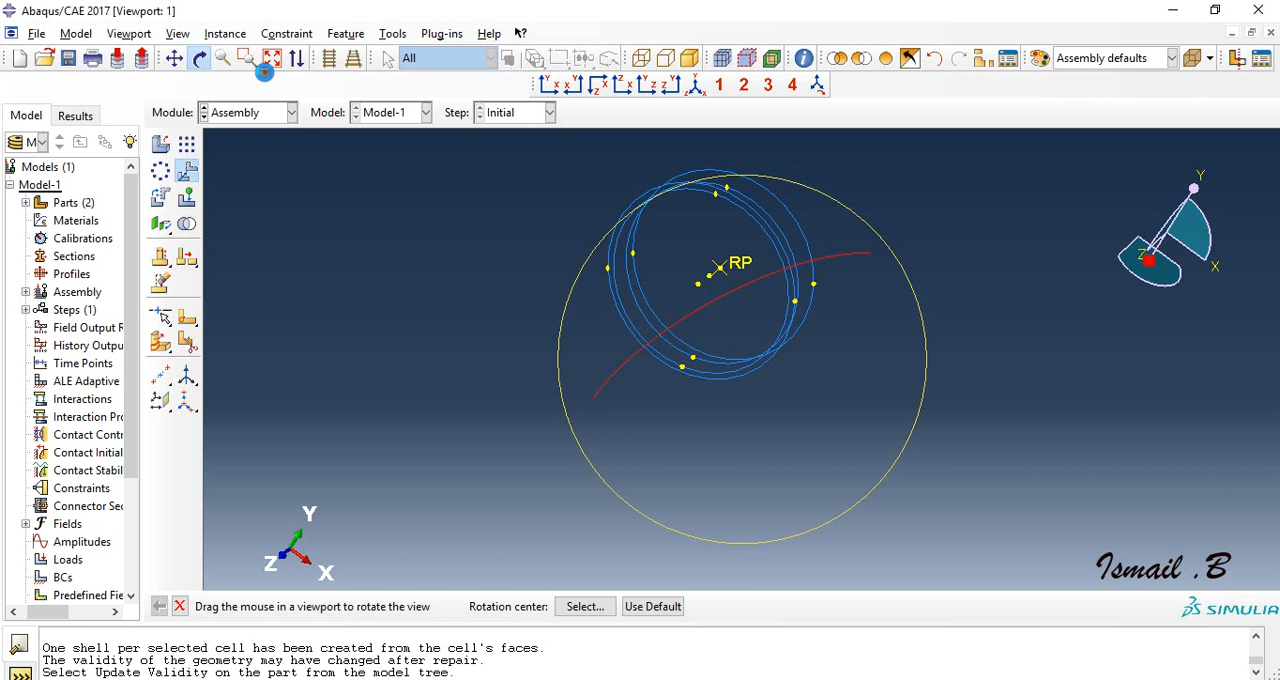 Abaqus/CAE 2017 [Viewport: 1]
File Model Viewport View Instance Constraint Feature Tools Plug-ins Help
All
Assembly defaults
1 2 3 4
Model Results
Module: Assembly Model: Model-1 Step: Initial
M
Models (1)
Model-1
Parts (2)
Materials
Calibrations
Sections
Profiles
Assembly
Steps (1)
Field Output R
History Outpu
Time Points
ALE Adaptive
Interactions
Interaction Pro
Contact Contr
Contact Initial
Contact Stabil
Constraints
Connector Sec
Fields
Amplitudes
Loads
BCs
Predefined Fie
RP
Y
Z
X
Y
Z
X
Ismail .B
Drag the mouse in a viewport to rotate the view Rotation center: Select... Use Default
SIMULIA
One shell per selected cell has been created from the cell's faces.
The validity of the geometry may have changed after repair.
Select Update Validity on the part from the model tree.
>>>